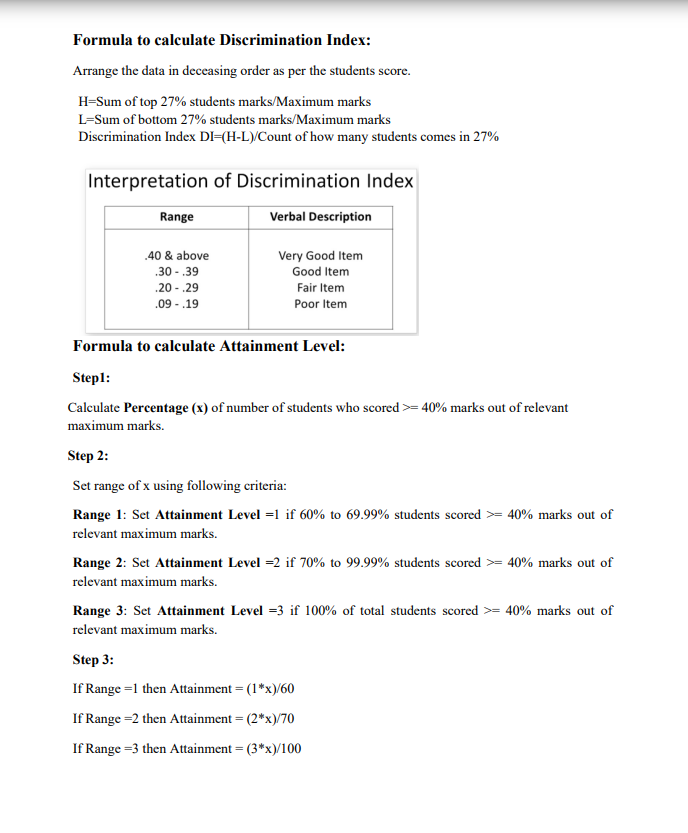 Formula to calculate Discrimination Index:
Arrange the data in deceasing order as per the students score.
H=Sum of top 27% students marks/Maximum marks
L=Sum of bottom 27% students marks/Maximum marks
Discrimination Index DI=(H-L)/Count of how many students comes in 27%
Interpretation of Discrimination Index
Range Verbal Description
.40 & above Very Good Item
.30 - .39 Good Item
.20 - .29 Fair Item
.09 - .19 Poor Item
Formula to calculate Attainment Level:
Step1:
Calculate Percentage (x) of number of students who scored >= 40% marks out of relevant
maximum marks.
Step 2:
Set range of x using following criteria:
Range 1: Set Attainment Level =1 if 60% to 69.99% students scored >= 40% marks out of
relevant maximum marks.
Range 2: Set Attainment Level =2 if 70% to 99.99% students scored >= 40% marks out of
relevant maximum marks.
Range 3: Set Attainment Level =3 if 100% of total students scored >= 40% marks out of
relevant maximum marks.
Step 3:
If Range =1 then Attainment = (1*x)/60
If Range =2 then Attainment = (2*x)/70
If Range =3 then Attainment = (3*x)/100